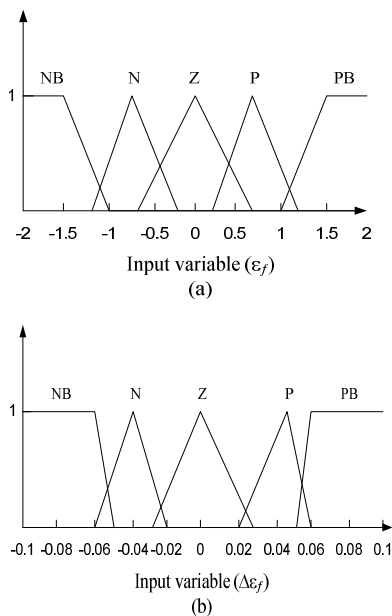 NB N Z P PB
1
-2 -1.5 -1 -0.5 0 0.5 1 1.5 2
Input variable (εf)
(a)
NB N Z P PB
1
-0.1 -0.08 -0.06 -0.04 -0.02 0 0.02 0.04 0.06 0.08 0.1
Input variable (Δεf)
(b)